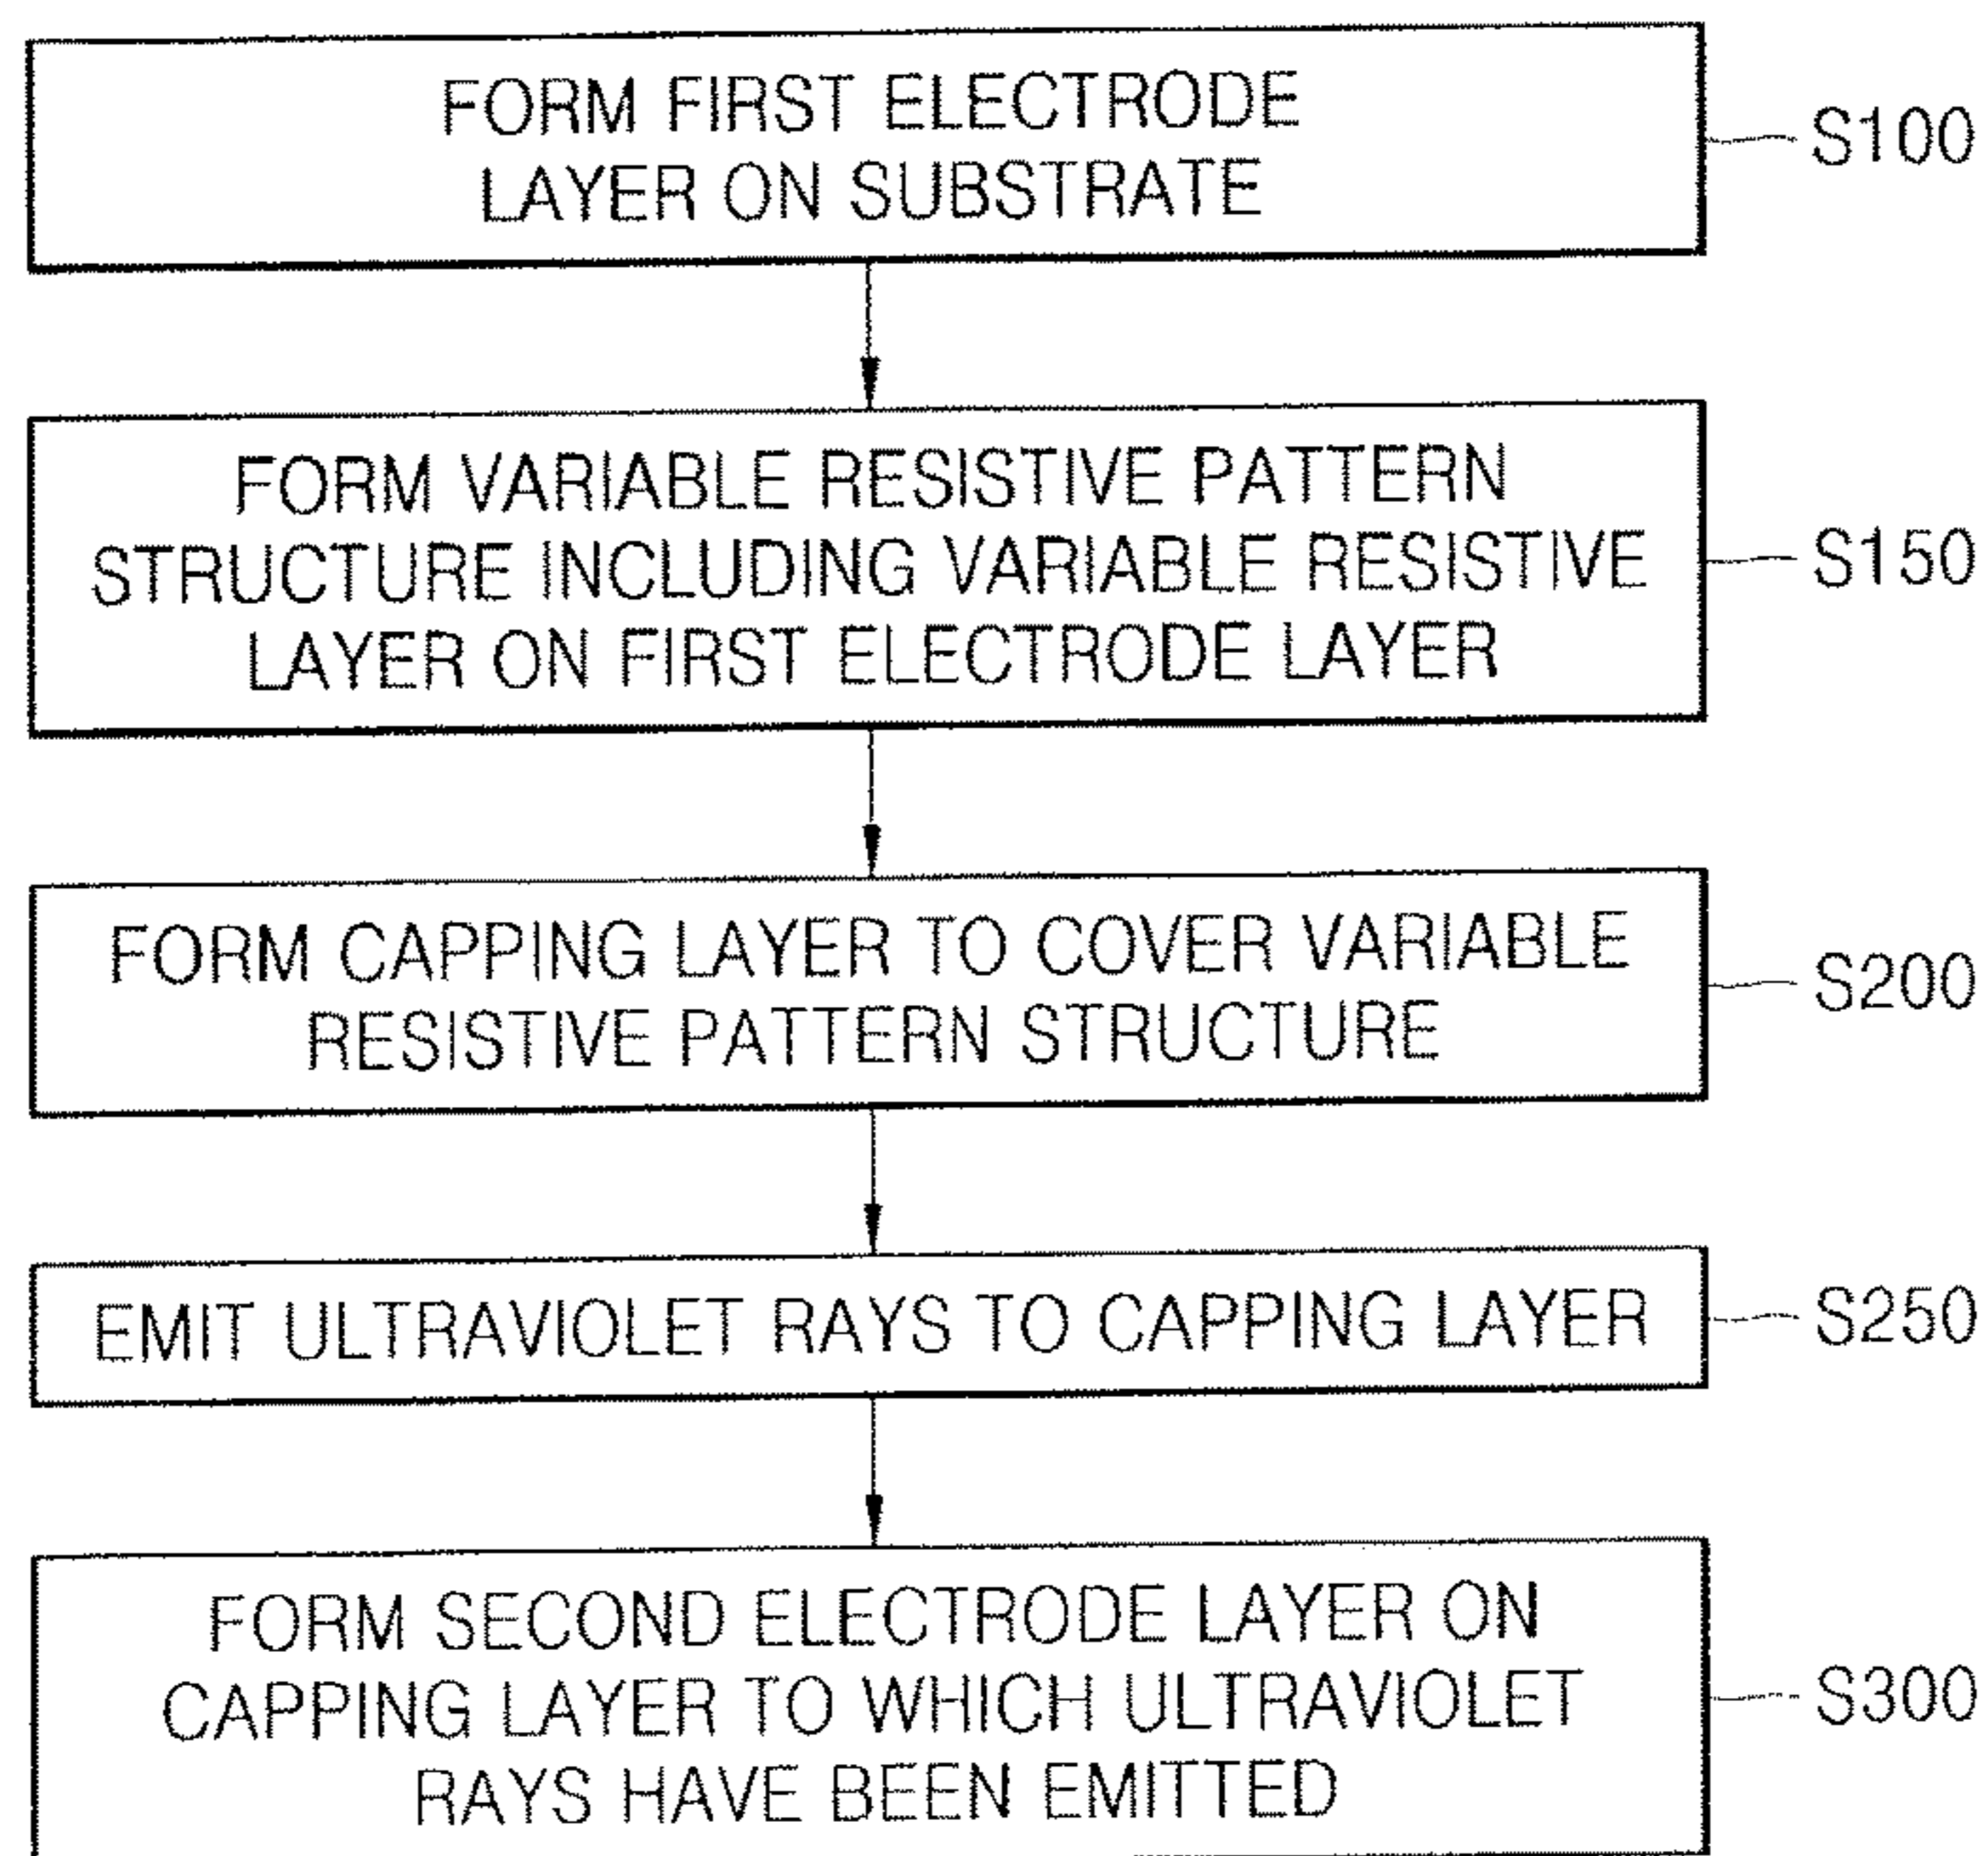 FORM FIRST ELECTRODE
LAYER ON SUBSTRATE
S100
FORM VARIABLE RESISTIVE PATTERN
STRUCTURE INCLUDING VARIABLE RESISTIVE
LAYER ON FIRST ELECTRODE LAYER
S150
FORM CAPPING LAYER TO COVER VARIABLE
RESISTIVE PATTERN STRUCTURE
S200
EMIT ULTRAVIOLET RAYS TO CAPPING LAYER
S250
FORM SECOND ELECTRODE LAYER ON
CAPPING LAYER TO WHICH ULTRAVIOLET
RAYS HAVE BEEN EMITTED
S300